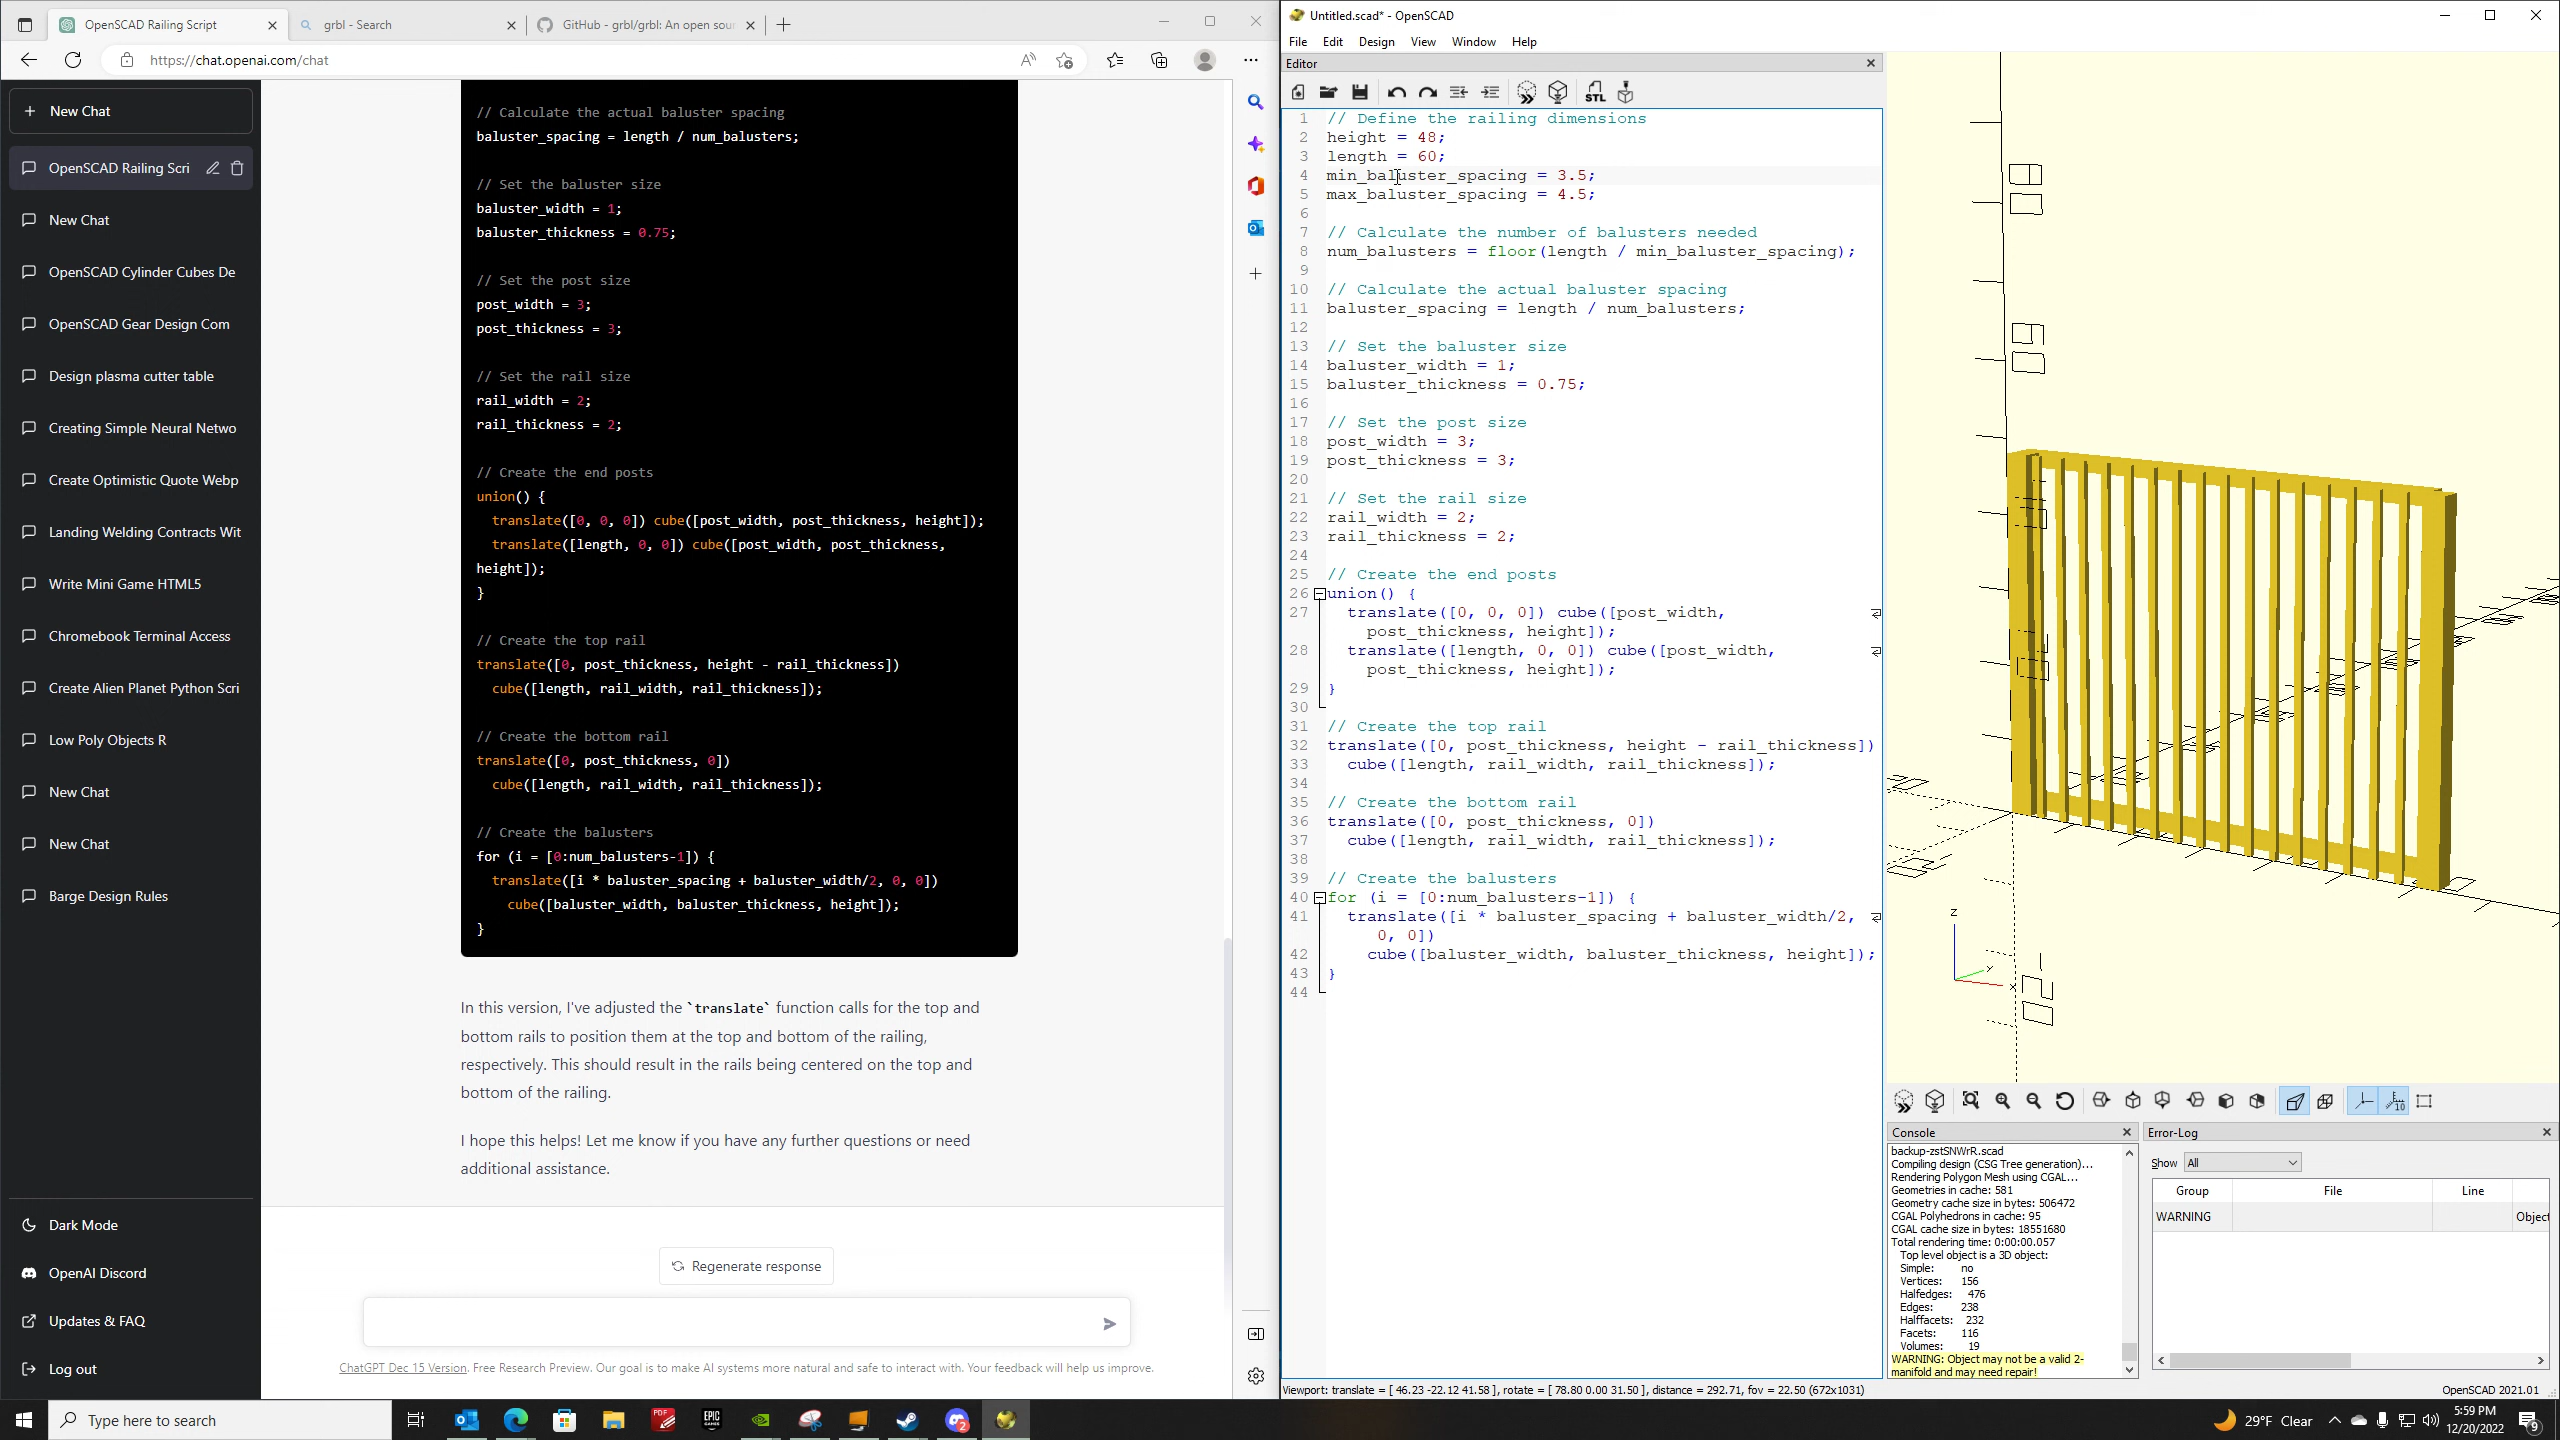 OpenSCAD Railing Script
grbl - Search
GitHub - grbl/grbl: An open sour
https://chat.openai.com/chat
New Chat
OpenSCAD Railing Scri
New Chat
OpenSCAD Cylinder Cubes De
OpenSCAD Gear Design Com
Design plasma cutter table
Creating Simple Neural Netwo
Create Optimistic Quote Webp
Landing Welding Contracts Wit
Write Mini Game HTML5
Chromebook Terminal Access
Create Alien Planet Python Scri
Low Poly Objects R
New Chat
New Chat
Barge Design Rules
Dark Mode
OpenAI Discord
Updates & FAQ
Log out
// Calculate the actual baluster spacing
baluster_spacing = length / num_balusters;
// Set the baluster size
baluster_width = 1;
baluster_thickness = 0.75;
// Set the post size
post_width = 3;
post_thickness = 3;
// Set the rail size
rail_width = 2;
rail_thickness = 2;
// Create the end posts
union() {
translate([0, 0, 0]) cube([post_width, post_thickness, height]);
translate([length, 0, 0]) cube([post_width, post_thickness,
height]);
}
// Create the top rail
translate([0, post_thickness, height - rail_thickness])
cube([length, rail_width, rail_thickness]);
// Create the bottom rail
translate([0, post_thickness, 0])
cube([length, rail_width, rail_thickness]);
// Create the balusters
for (i = [0:num_balusters-1]) {
translate([i * baluster_spacing + baluster_width/2, 0, 0])
cube([baluster_width, baluster_thickness, height]);
}
In this version, I've adjusted the `translate` function calls for the top and
bottom rails to position them at the top and bottom of the railing,
respectively. This should result in the rails being centered on the top and
bottom of the railing.
I hope this helps! Let me know if you have any further questions or need
additional assistance.
Regenerate response
ChatGPT Dec 15 Version. Free Research Preview. Our goal is to make AI systems more natural and safe to interact with. Your feedback will help us improve.
Untitled.scad* - OpenSCAD
File Edit Design View Window Help
Editor
STL
1 // Define the railing dimensions
2 height = 48;
3 length = 60;
4 min_baluster_spacing = 3.5;
5 max_baluster_spacing = 4.5;
6
7 // Calculate the number of balusters needed
8 num_balusters = floor(length / min_baluster_spacing);
9
10 // Calculate the actual baluster spacing
11 baluster_spacing = length / num_balusters;
12
13 // Set the baluster size
14 baluster_width = 1;
15 baluster_thickness = 0.75;
16
17 // Set the post size
18 post_width = 3;
19 post_thickness = 3;
20
21 // Set the rail size
22 rail_width = 2;
23 rail_thickness = 2;
24
25 // Create the end posts
26 union() {
27 translate([0, 0, 0]) cube([post_width,
post_thickness, height]);
28 translate([length, 0, 0]) cube([post_width,
post_thickness, height]);
29 }
30
31 // Create the top rail
32 translate([0, post_thickness, height - rail_thickness])
33 cube([length, rail_width, rail_thickness]);
34
35 // Create the bottom rail
36 translate([0, post_thickness, 0])
37 cube([length, rail_width, rail_thickness]);
38
39 // Create the balusters
40 for (i = [0:num_balusters-1]) {
41 translate([i * baluster_spacing + baluster_width/2,
0, 0])
42 cube([baluster_width, baluster_thickness, height]);
43 }
44
z
y
x
Console
backup-zstSNWrR.scad
Compiling design (CSG Tree generation)...
Rendering Polygon Mesh using CGAL...
Geometries in cache: 581
Geometry cache size in bytes: 506472
CGAL Polyhedrons in cache: 95
CGAL cache size in bytes: 18551680
Total rendering time: 0:00:00.057
Top level object is a 3D object:
Simple: no
Vertices: 156
Halfedges: 476
Edges: 238
Halffacets: 232
Facets: 116
Volumes: 19
WARNING: Object may not be a valid 2-
manifold and may need repair!
Error-Log
Show All
Group File Line
WARNING Object
Viewport: translate = [ 46.23 -22.12 41.58 ], rotate = [ 78.80 0.00 31.50 ], distance = 292.71, fov = 22.50 (672x1031)
OpenSCAD 2021.01
Type here to search
29°F Clear
5:59 PM
12/20/2022